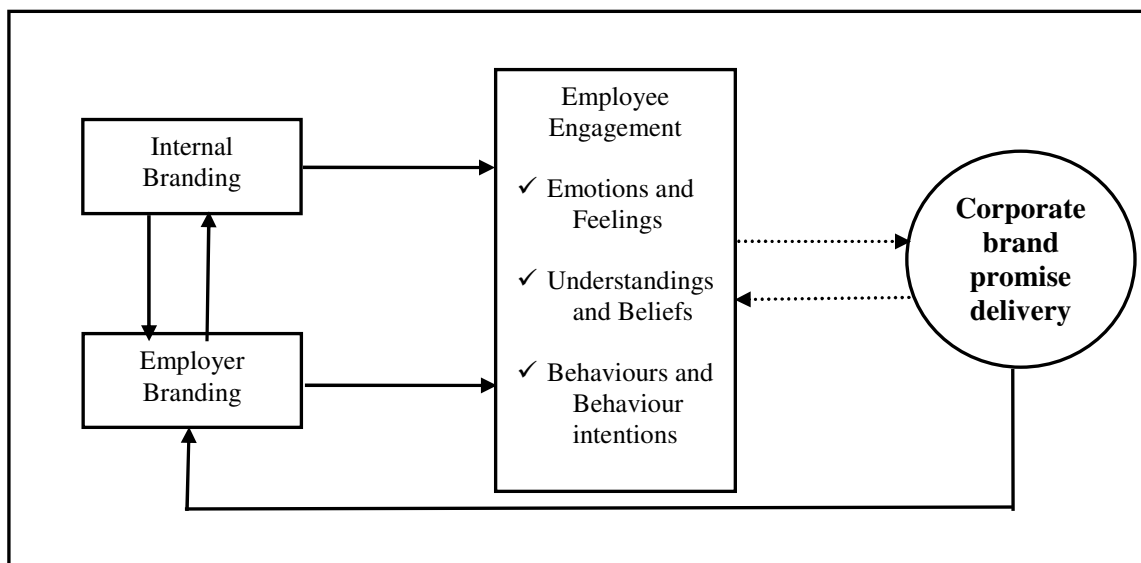 Internal
Branding
Employer
Branding
Employee
Engagement
✓ Emotions and
Feelings
✓ Understandings
and Beliefs
✓ Behaviours and
Behaviour
intentions
Corporate
brand
promise
delivery